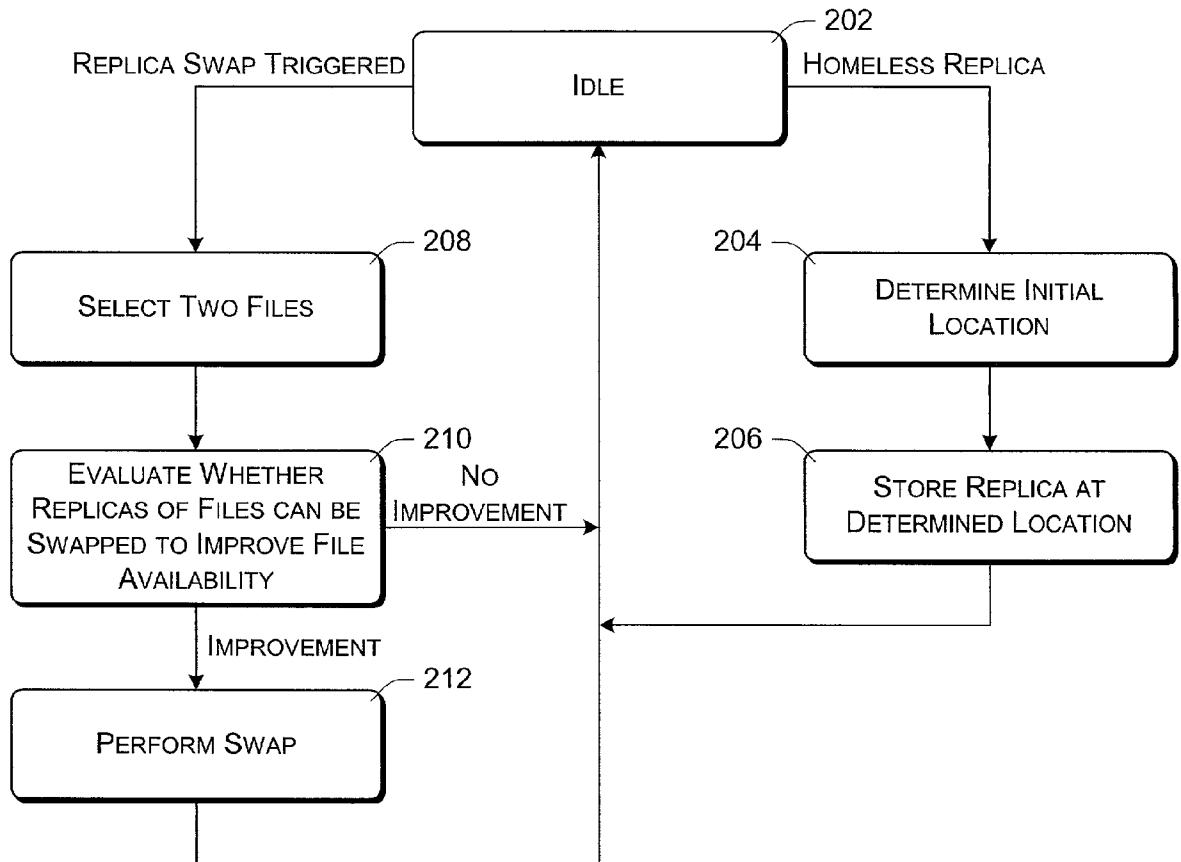 202
REPLICA SWAP TRIGGERED
IDLE
HOMELESS REPLICA
208
SELECT TWO FILES
204
DETERMINE INITIAL
LOCATION
210
EVALUATE WHETHER
REPLICAS OF FILES CAN BE
SWAPPED TO IMPROVE FILE
AVAILABILITY
NO
IMPROVEMENT
206
STORE REPLICA AT
DETERMINED LOCATION
IMPROVEMENT
212
PERFORM SWAP